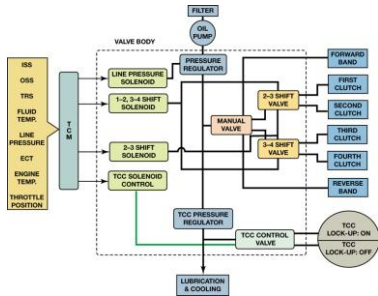 FILTER
OIL
PUMP
VALVE BODY
PRESSURE
REGULATOR
ISS
OSS
TRS
FLUID
TEMP.
LINE
PRESSURE
ECT
ENGINE
TEMP.
THROTTLE
POSITION
TCM
LINE PRESSURE
SOLENOID
1–2, 3–4 SHIFT
SOLENOID
2–3 SHIFT
SOLENOID
TCC SOLENOID
CONTROL
MANUAL
VALVE
2–3 SHIFT
VALVE
3–4 SHIFT
VALVE
FORWARD
BAND
FIRST
CLUTCH
SECOND
CLUTCH
THIRD
CLUTCH
FOURTH
CLUTCH
REVERSE
BAND
TCC PRESSURE
REGULATOR
TCC CONTROL
VALVE
TCC
LOCK-UP: ON
TCC
LOCK-UP: OFF
LUBRICATION
& COOLING